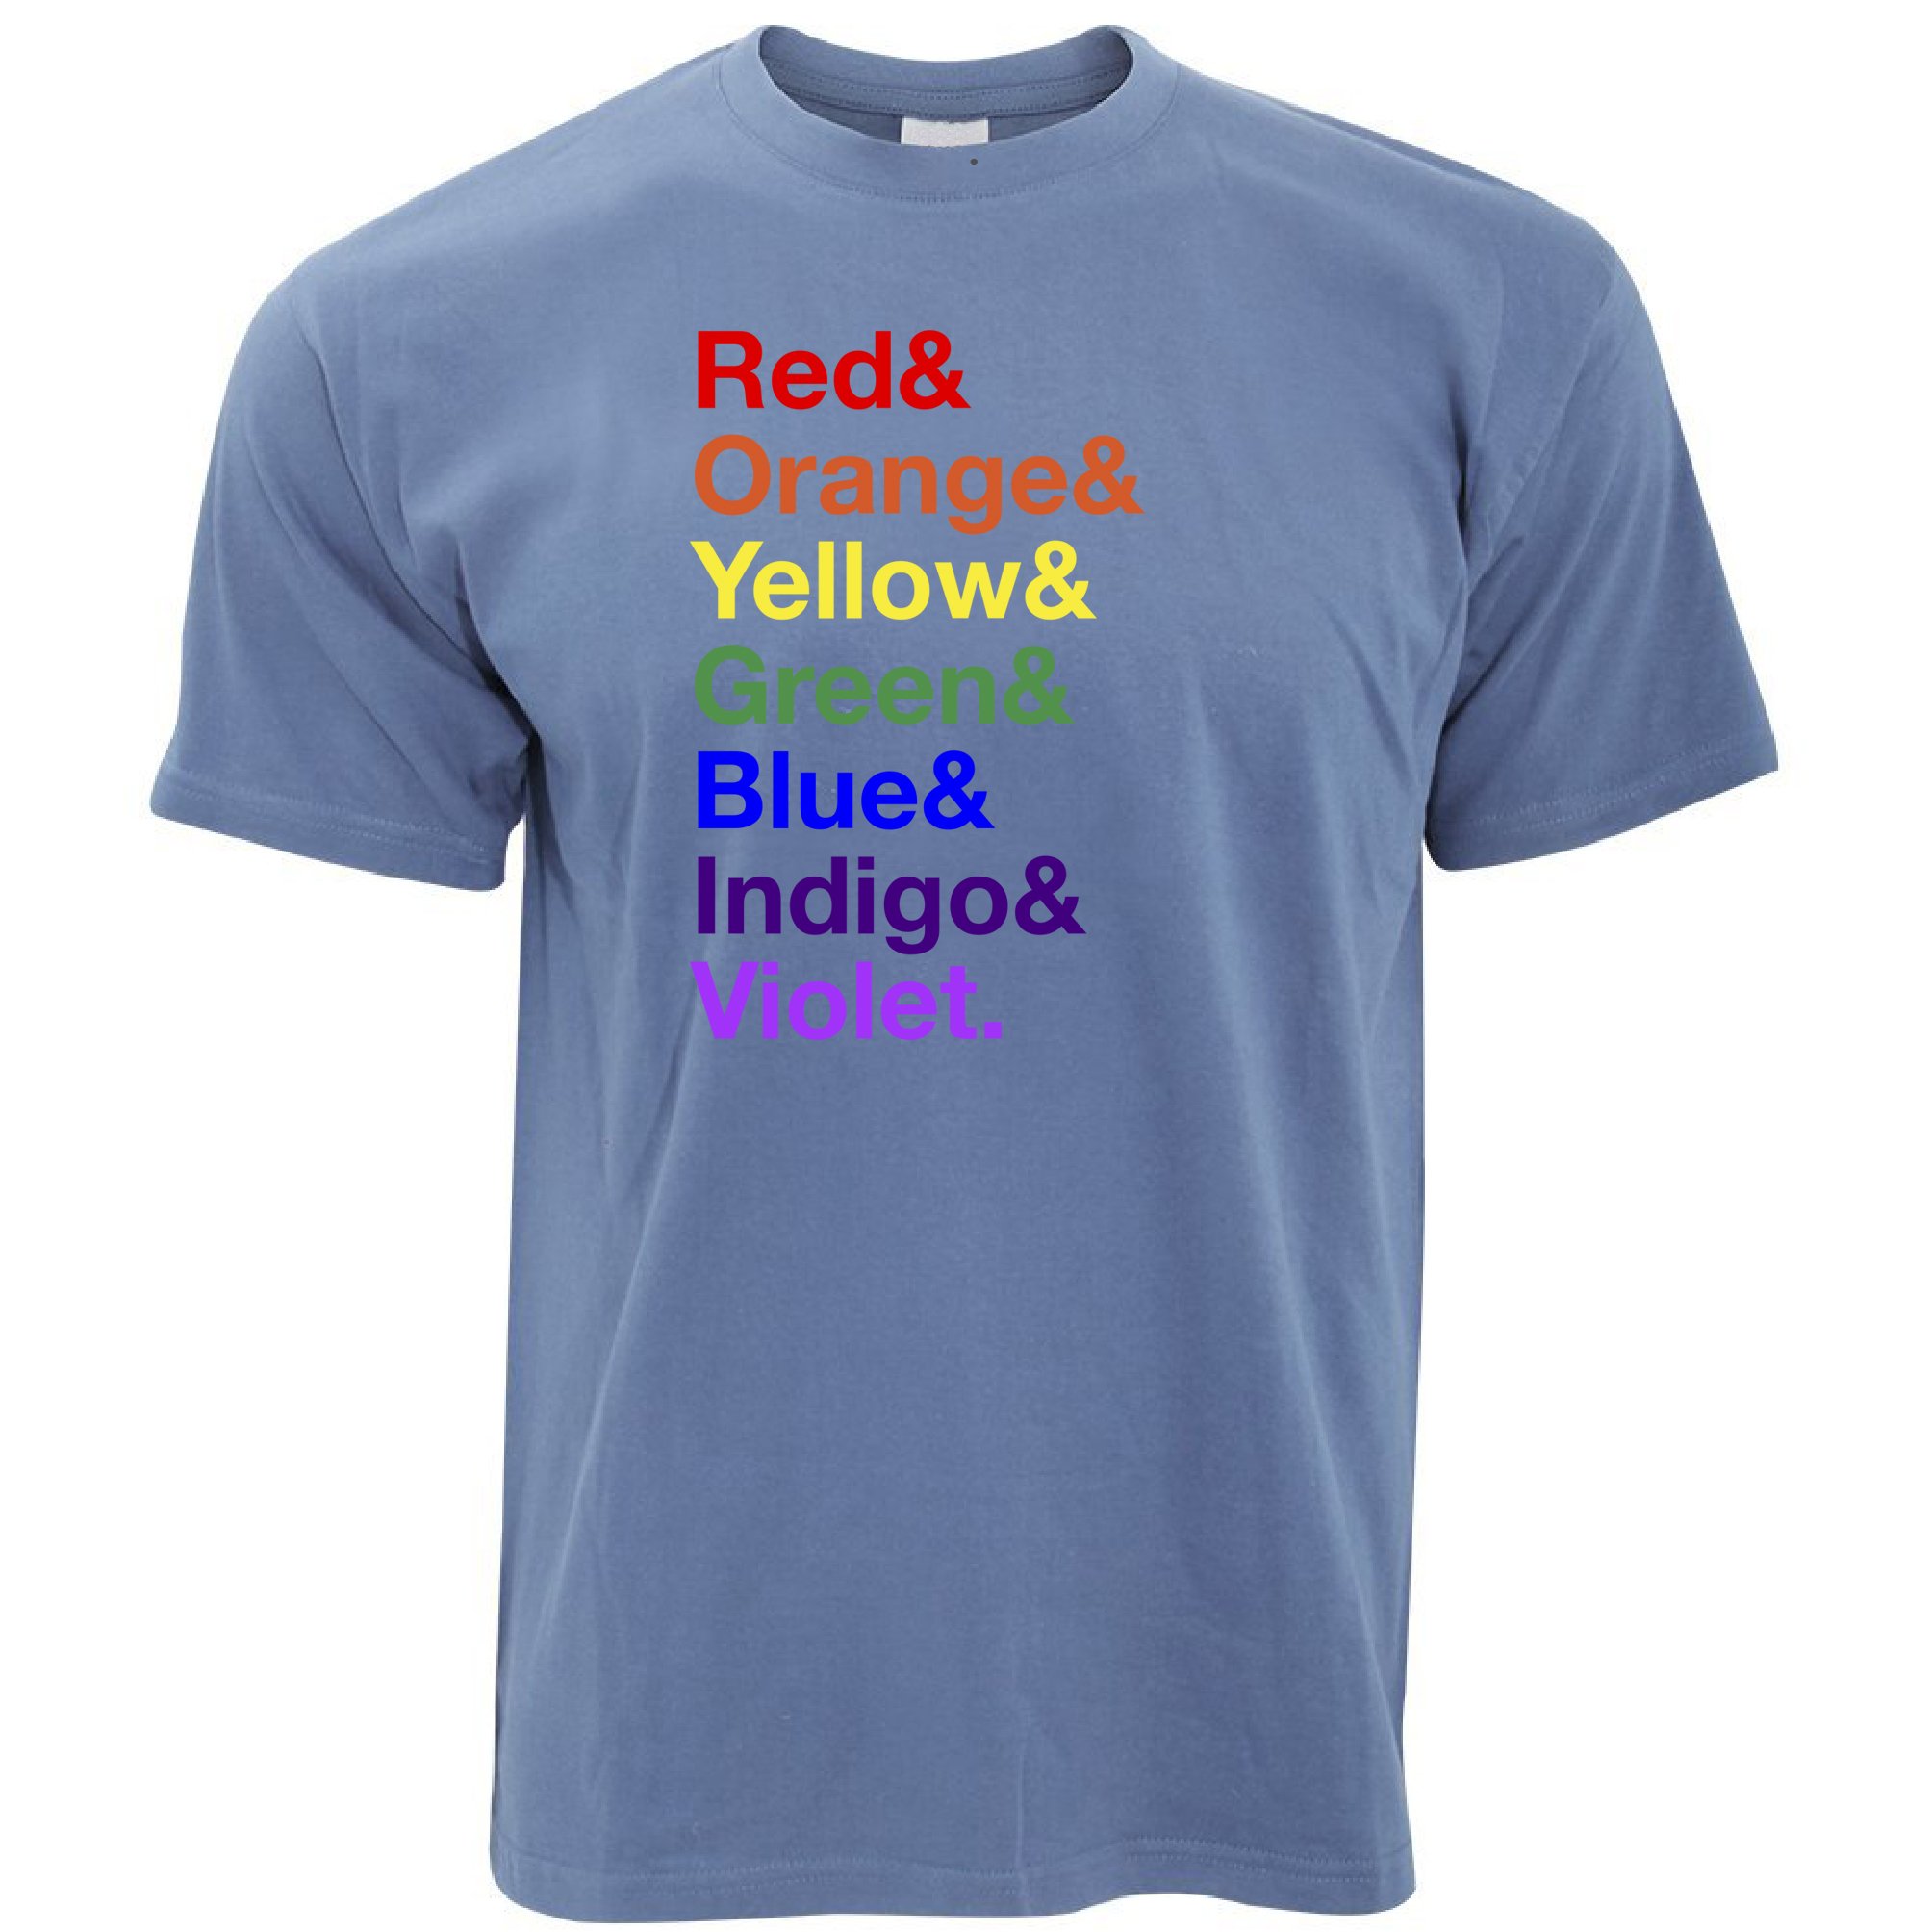 Red&
Orange&
Yellow&
Green&
Blue&
Indigo&
Violet.